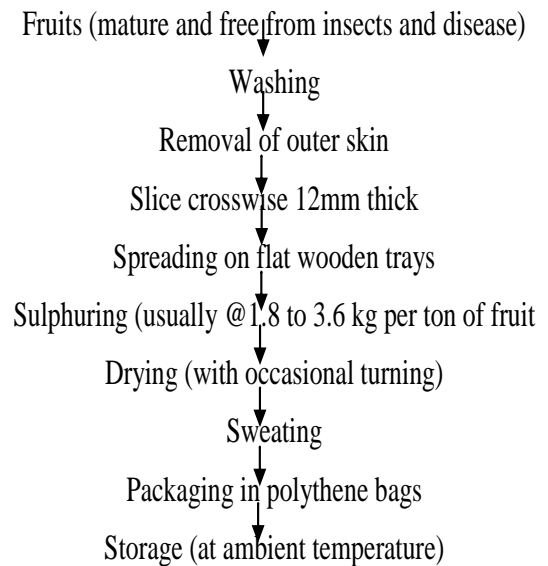 Fruits (mature and free from insects and disease)
Washing
Removal of outer skin
Slice crosswise 12mm thick
Spreading on flat wooden trays
Sulphuring (usually @1.8 to 3.6 kg per ton of fruit
Drying (with occasional turning)
Sweating
Packaging in polythene bags
Storage (at ambient temperature)